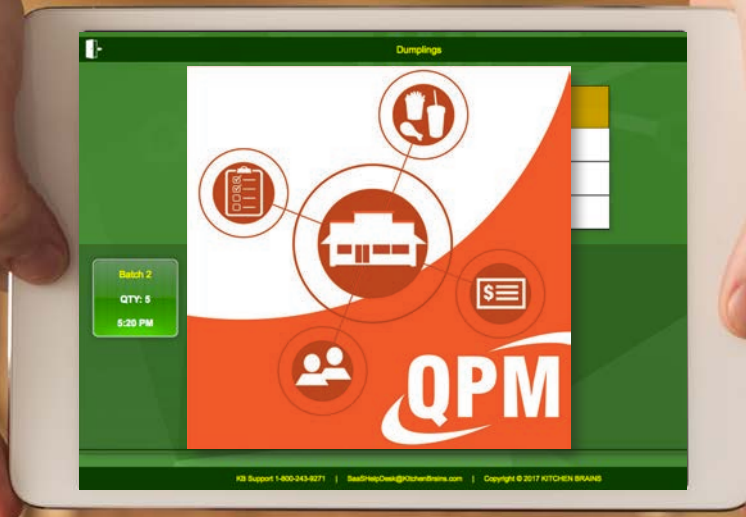 Dumplings
Batch 2
QTY: 5
5:20 PM
$
QPM
KB Support 1-800-243-9271 | SaaSHelpDesk@KitchenBrains.com | Copyright © 2017 KITCHEN BRAINS